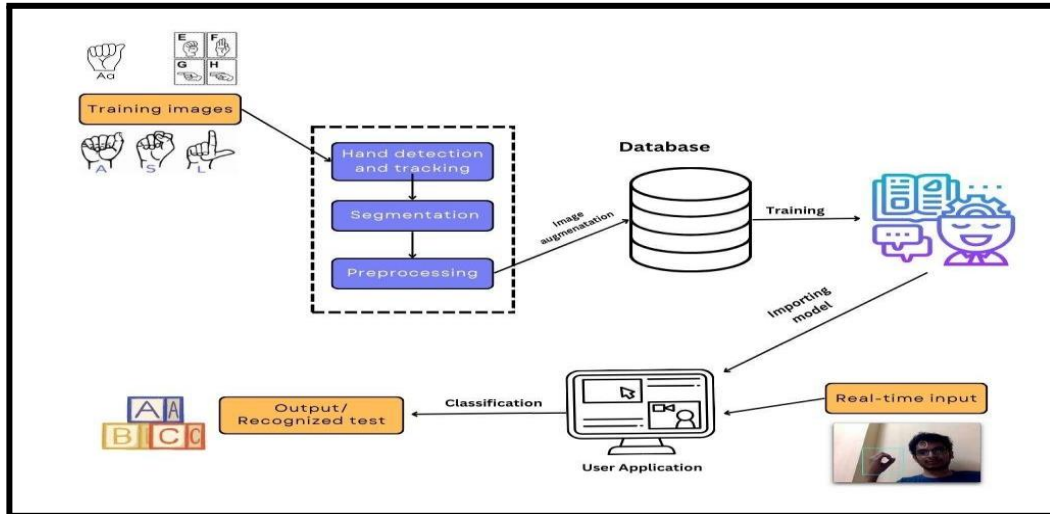 Aa
E F
G H
Training images
A S L
Hand detection
and tracking
Segmentation
Preprocessing
Image
augmenatation
Database
Training
Importing
model
Real-time input
User Application
Classification
Output/
Recognized test
A A
B C C